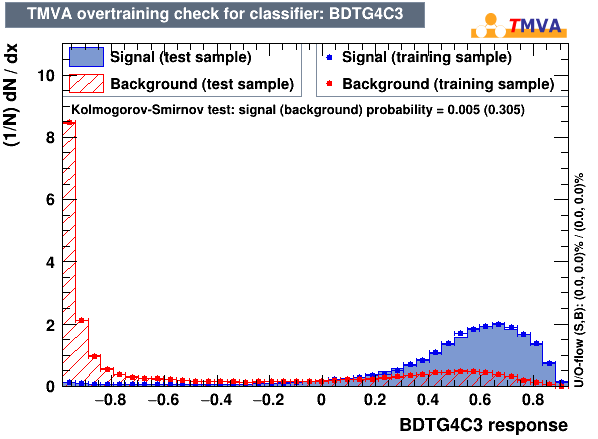 TMVA overtraining check for classifier: BDTG4C3
TMVA
(1/N) dN / dx
Signal (test sample)
Background (test sample)
Signal (training sample)
Background (training sample)
Kolmogorov-Smirnov test: signal (background) probability = 0.005 (0.305)
10
8
6
4
2
0
−0.8 −0.6 −0.4 −0.2 0 0.2 0.4 0.6 0.8
BDTG4C3 response
U/O-flow (S,B): (0.0, 0.0)% / (0.0, 0.0)%